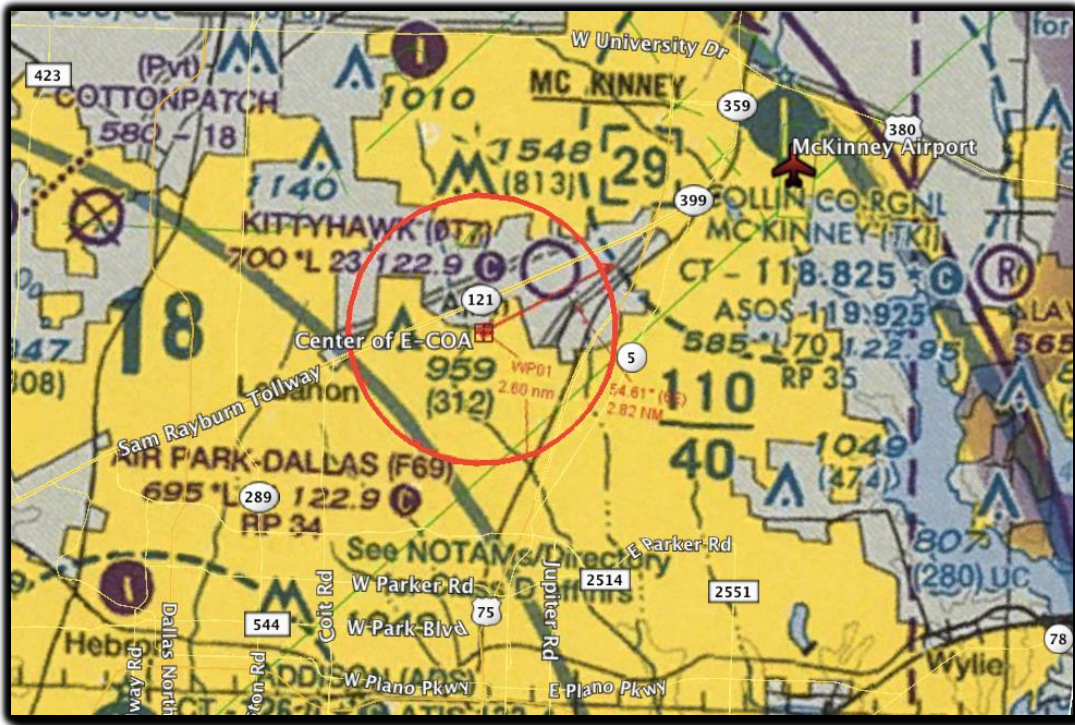 423
(Pvt)
COTTONPATCH
580 - 18
1010
W University Dr
for
MC KINNEY
359
380
McKinney Airport
1140
1548
(813)
29
399
COLLIN CO RGNL
MC KINNEY (TKI)
KITTYHAWK (0T7)
700 *L 23 122.9 C
CT - 118.825 * C
R
ASOS 119.925
585 *L 70 122.95
RP 35
565
121
18
Center of E-COA
959
(312)
WP01
2.60 nm
5
2.82 NM
110
40
Sam Rayburn Tollway
AIR PARK-DALLAS (F69)
289
122.9 C
RP 34
1049
(474)
807
(280) UC
See NOTAMs/Directory
E Parker Rd
W Parker Rd
2514
2551
75
Jupiter Rd
Coit Rd
544
W Park Blvd
78
Wylie
W Plano Pkwy
E Plano Pkwy
Dallas North